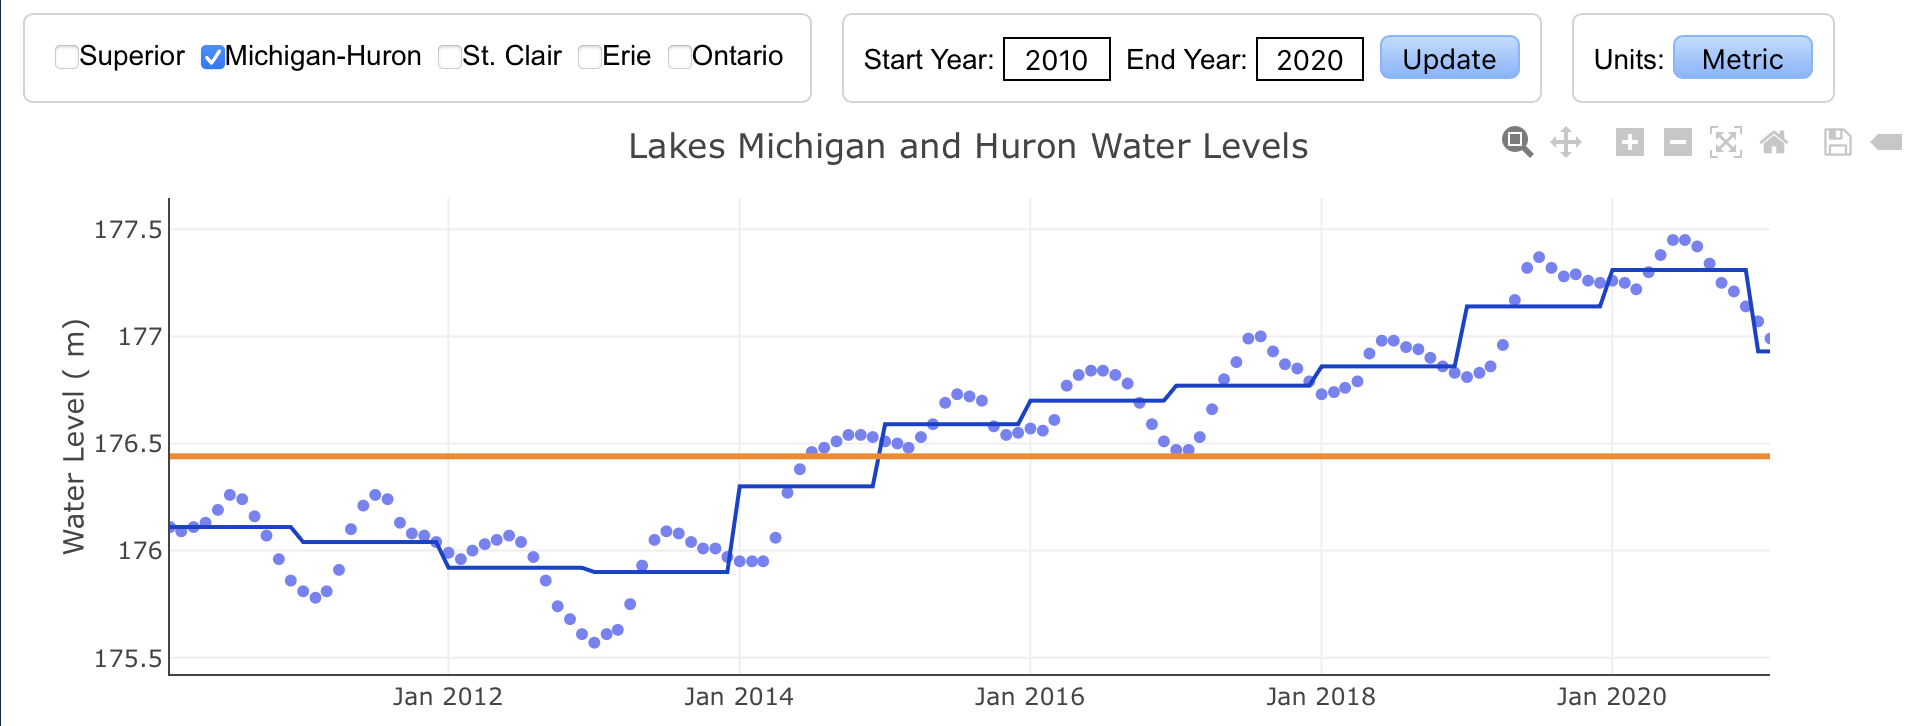 Superior Michigan-Huron St. Clair Erie Ontario Start Year: 2010 End Year: 2020 Update Units: Metric
Lakes Michigan and Huron Water Levels
Water Level ( m)
177.5
177
176.5
176
175.5
Jan 2012 Jan 2014 Jan 2016 Jan 2018 Jan 2020